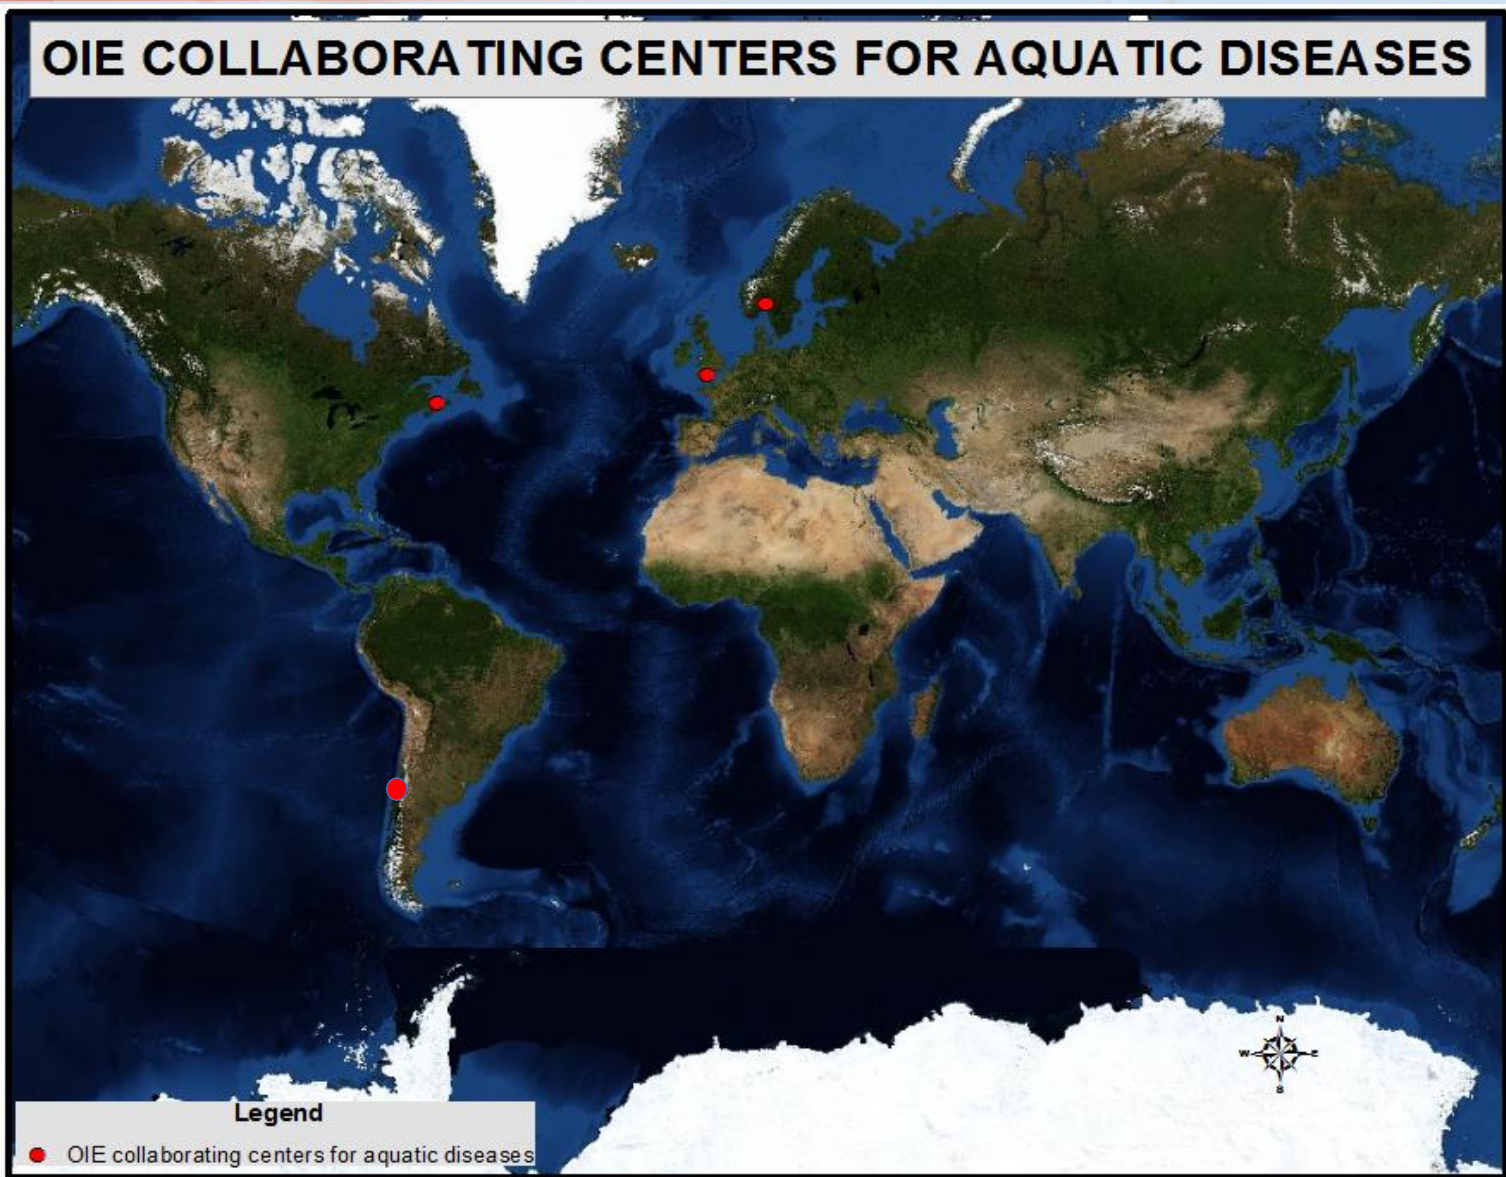 OIE COLLABORATING CENTERS FOR AQUATIC DISEASES
N
W E
S
Legend
OIE collaborating centers for aquatic diseases